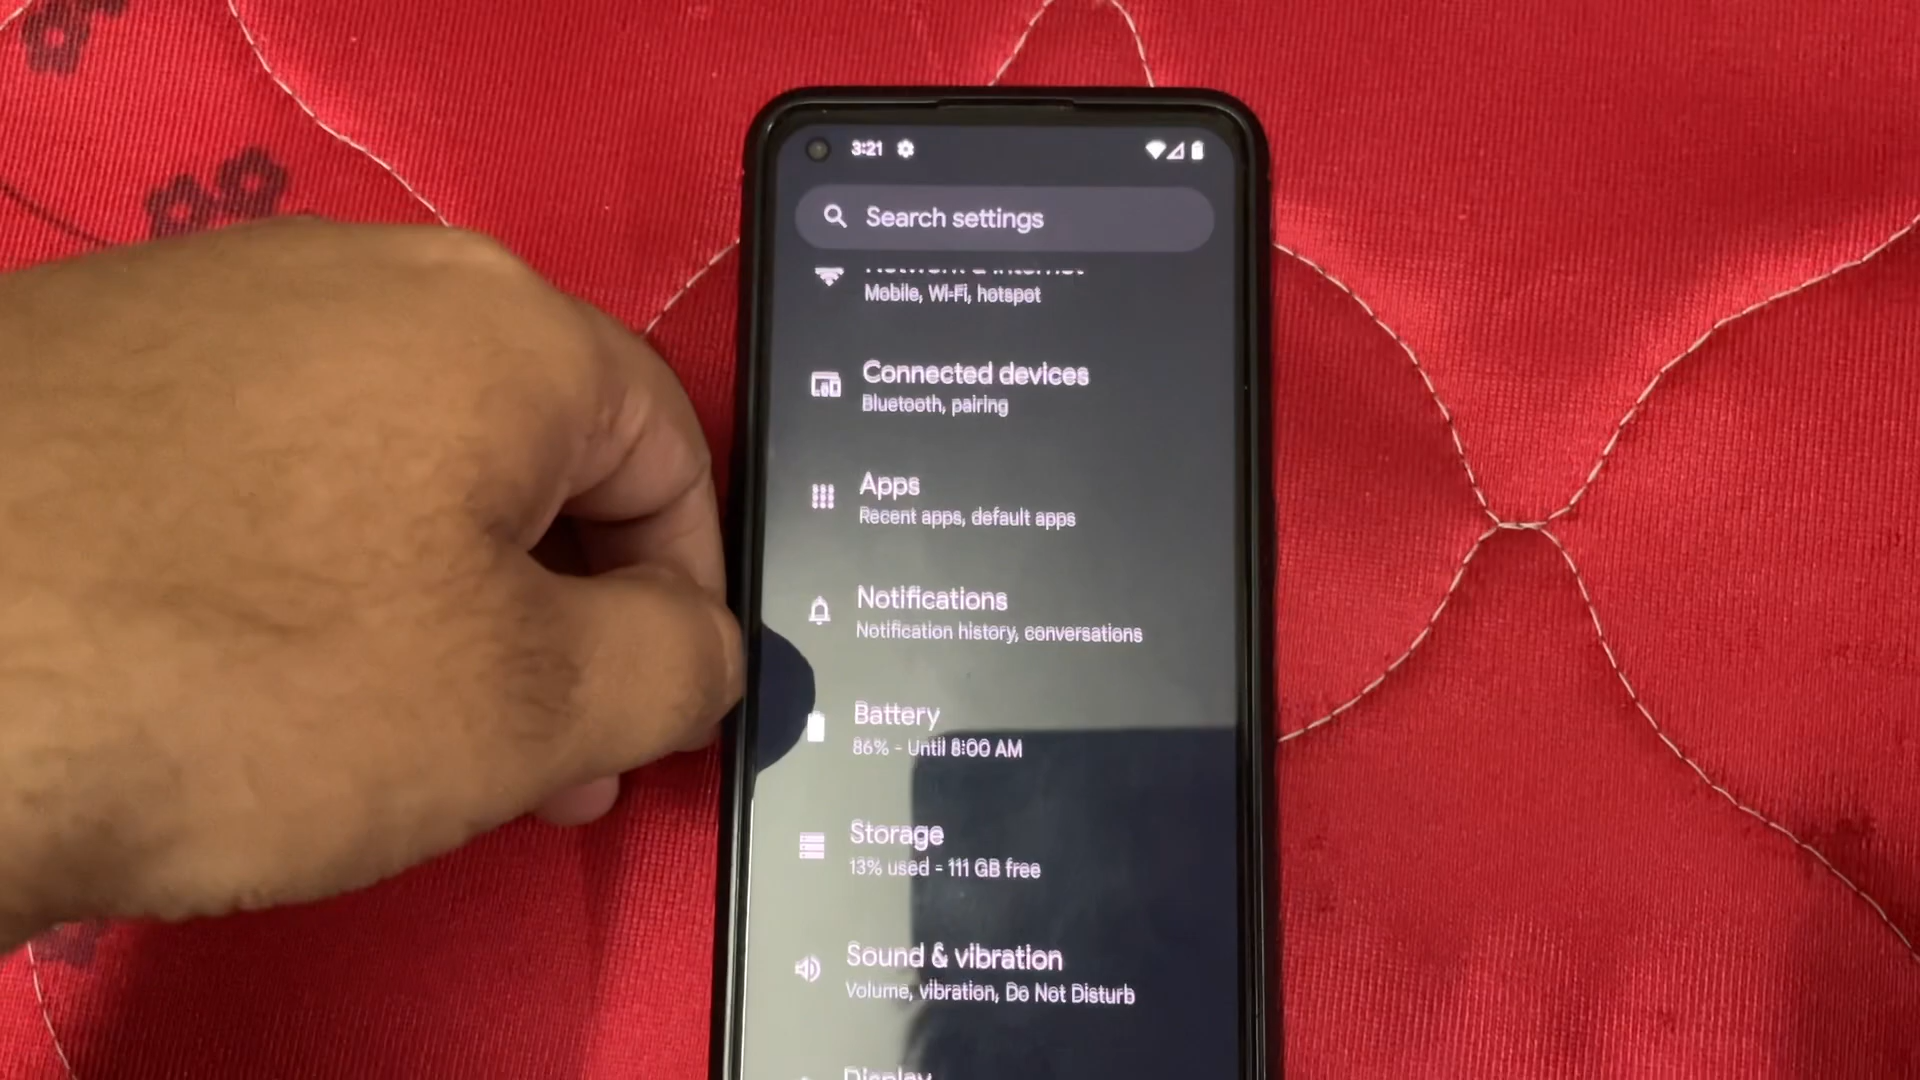 3:21
Search settings
Network & internet
Mobile, Wi-Fi, hotspot
Connected devices
Bluetooth, pairing
Apps
Recent apps, default apps
Notifications
Notification history, conversations
Battery
86% - Until 8:00 AM
Storage
13% used - 111 GB free
Sound & vibration
Volume, vibration, Do Not Disturb
Display